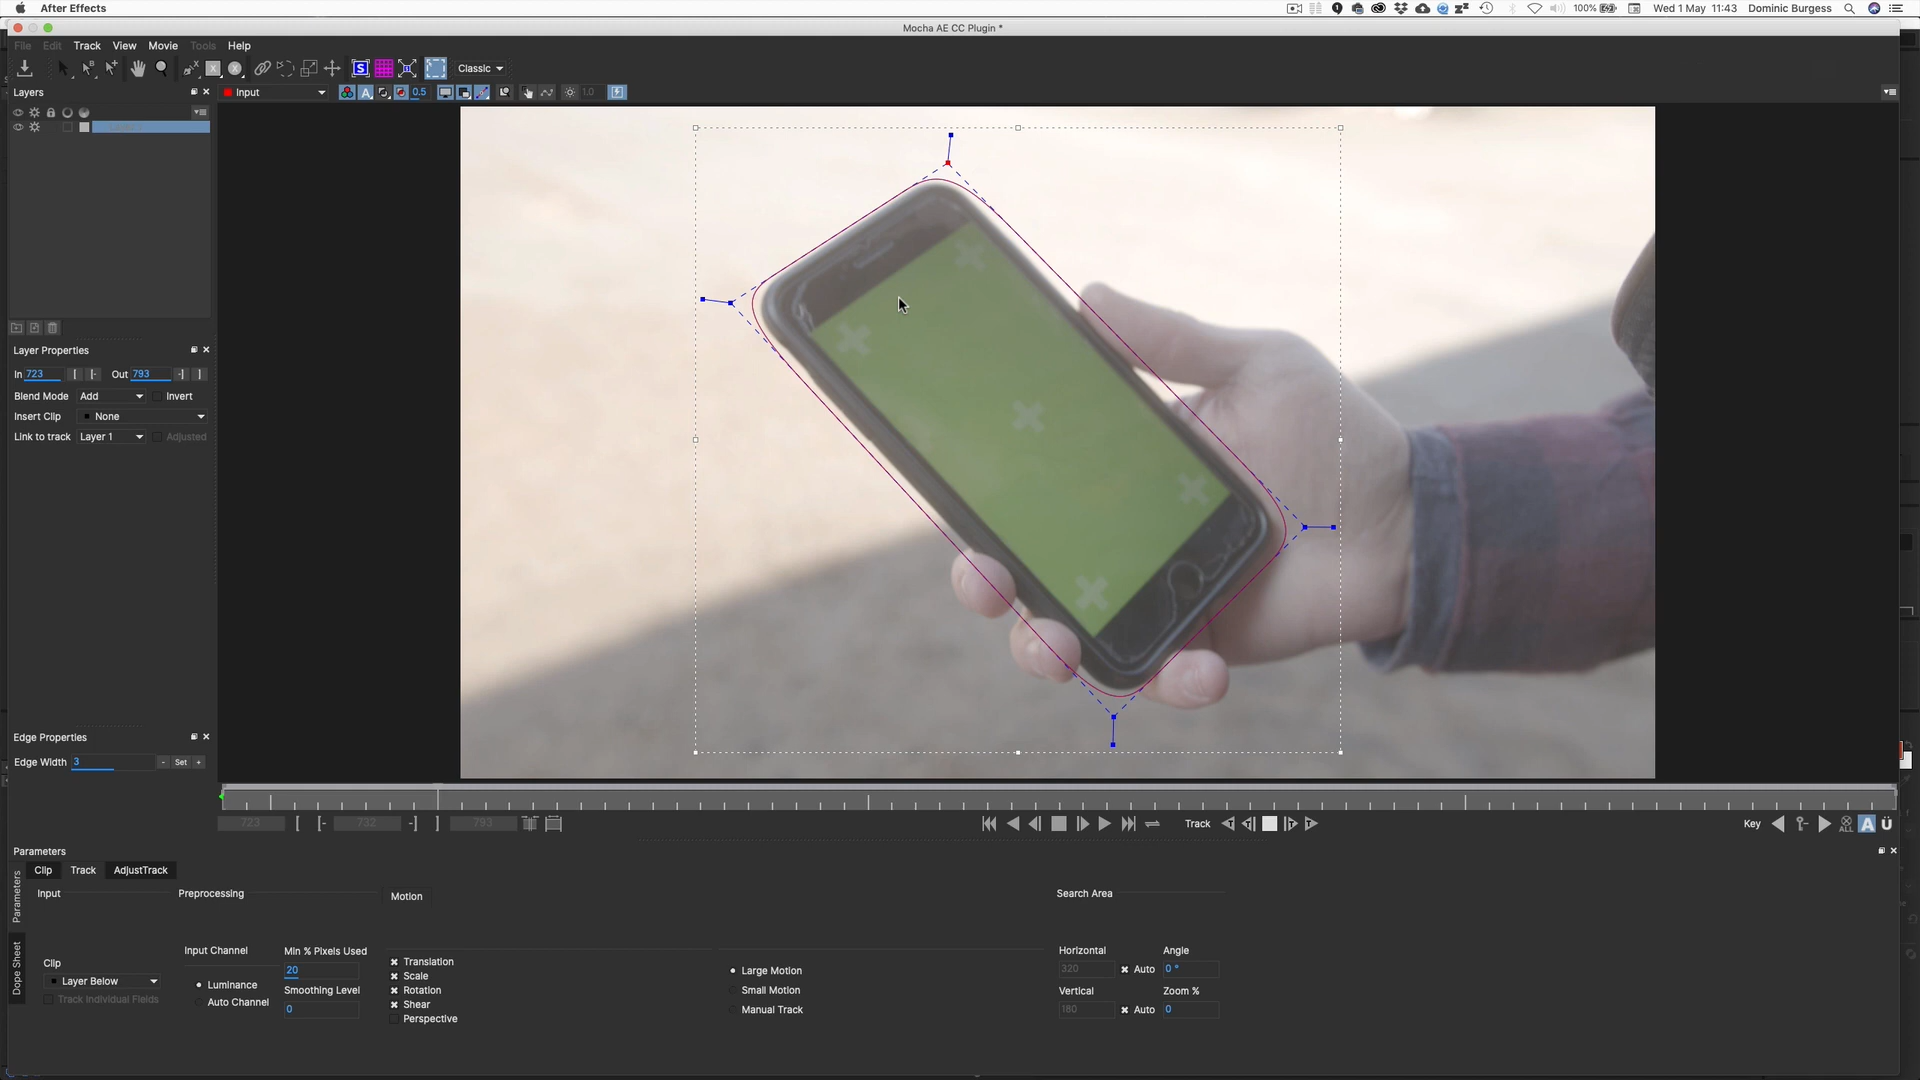 After Effects
100%
Wed 1 May 11:43
Dominic Burgess
Mocha AE CC Plugin *
File Edit Track View Movie Tools Help
S
Classic
Layers
Input
A
0.5
1.0
Layer Properties
In 723
Out 793
Blend Mode Add
Invert
Insert Clip None
Link to track Layer 1
Adjusted
Edge Properties
Edge Width 3
- Set +
723
732
793
Track
Key
ALL
A
Ü
Parameters
Parameters
Dope Sheet
Clip Track AdjustTrack
Input
Preprocessing
Motion
Search Area
Input Channel
Min % Pixels Used
20
Clip
Layer Below
Track Individual Fields
Luminance
Auto Channel
Smoothing Level
0
Translation
Scale
Rotation
Shear
Perspective
Large Motion
Small Motion
Manual Track
Horizontal
320
Auto
Angle
0 °
Vertical
180
Auto
Zoom %
0